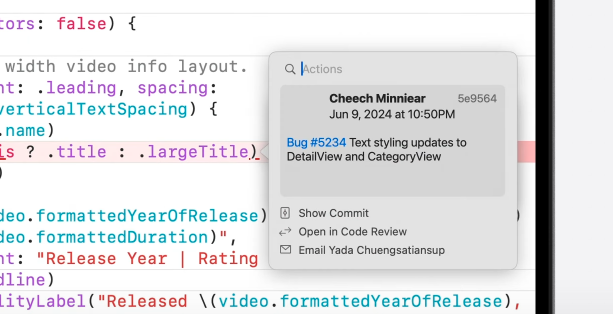 tors: false) {
width video info layout.
nt: .leading, spacing:
verticalTextSpacing) {
.name)
is ? .title : .largeTitle)
)
deo.formattedYearOfRelease)
)
deo.formattedDuration)",
nt: "Release Year | Rating
dline)
lityLabel("Released \(video.formattedYearOfRelease),
Actions
Cheech Minniear 5e9564
Jun 9, 2024 at 10:50PM
Bug #5234 Text styling updates to
DetailView and CategoryView
Show Commit
Open in Code Review
Email Yada Chuengsatiansup